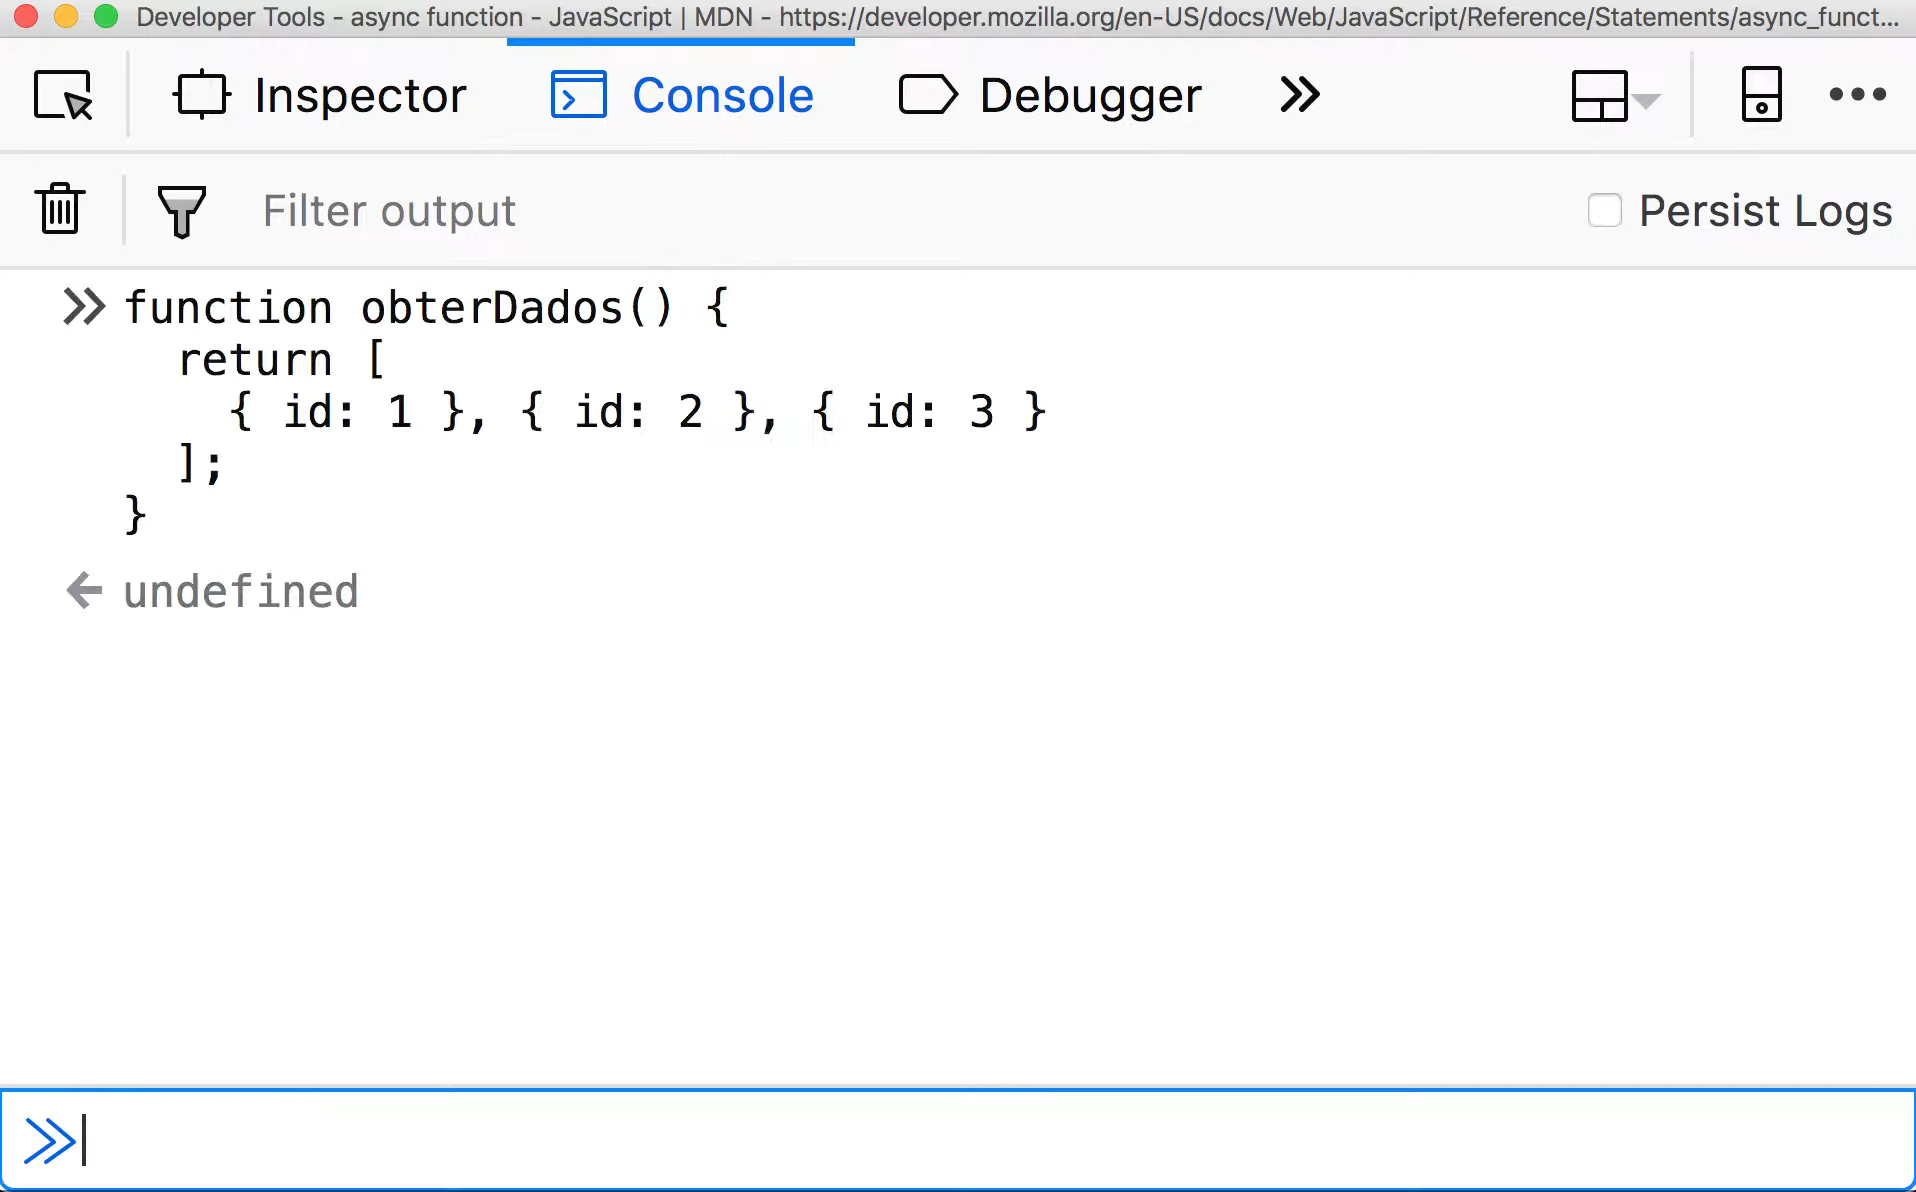 Developer Tools - async function - JavaScript | MDN - https://developer.mozilla.org/en-US/docs/Web/JavaScript/Reference/Statements/async_funct...
Inspector Console Debugger
Filter output Persist Logs
function obterDados() {
  return [
    { id: 1 }, { id: 2 }, { id: 3 }
  ];
}
undefined